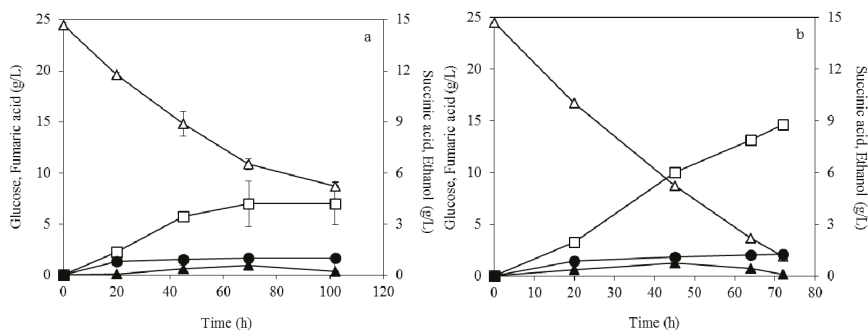 a
25
20
15
10
5
0
Glucose, Fumaric acid (g/L)
15
12
9
6
3
0
Succinic acid, Ethanol
(g/L)
0 20 40 60 80 100 120
Time (h)
b
25
20
15
10
5
0
Glucose, Fumaric acid (g/L)
15
12
9
6
3
0
Succinic acid, Ethanol
(g/L)
0 10 20 30 40 50 60 70 80
Time (h)